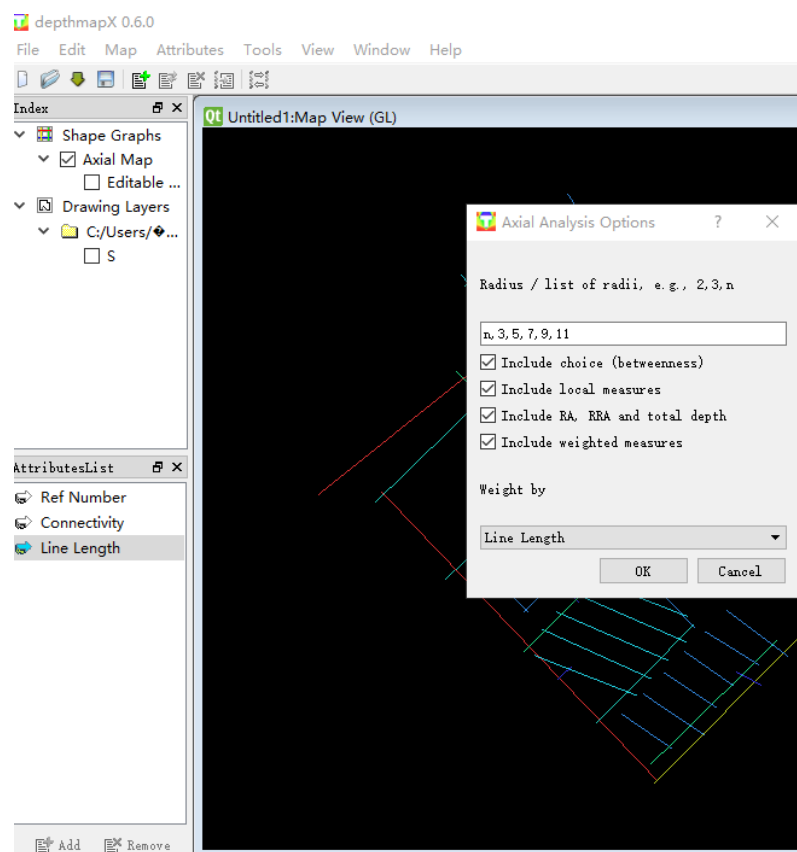 depthmapX 0.6.0
File Edit Map Attributes Tools View Window Help
Index
Shape Graphs
Axial Map
Editable ...
Drawing Layers
C:/Users/�...
S
AttributesList
Ref Number
Connectivity
Line Length
Add Remove
Untitled1:Map View (GL)
Axial Analysis Options ?
Radius / list of radii, e.g., 2,3,n
n,3,5,7,9,11
Include choice (betweenness)
Include local measures
Include RA, RRA and total depth
Include weighted measures
Weight by
Line Length
OK Cancel